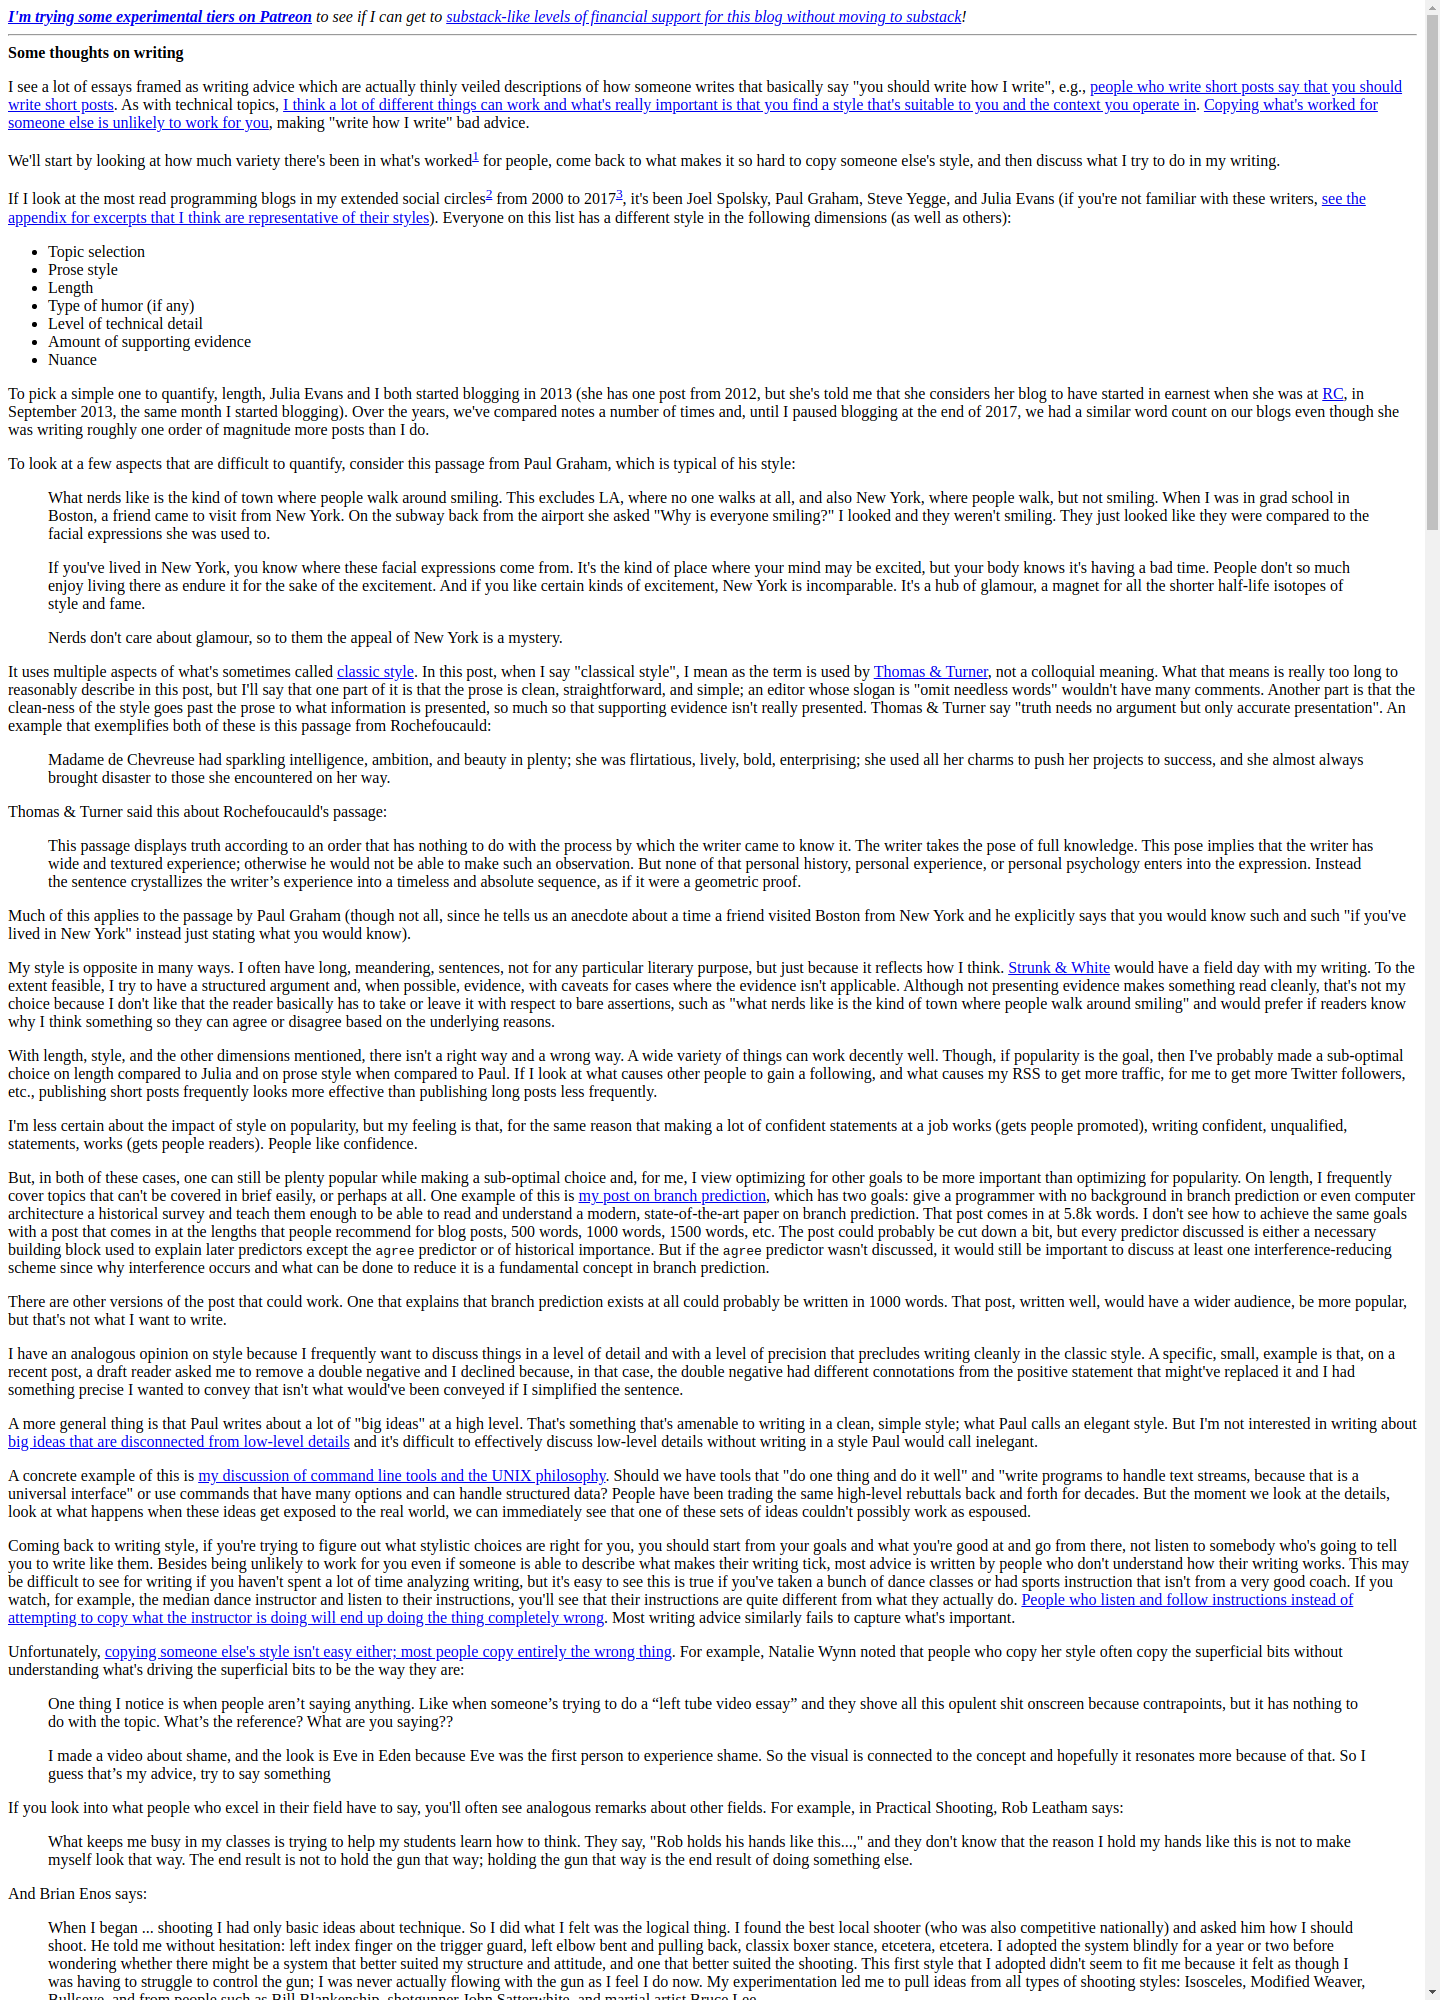 I'm trying some experimental tiers on Patreon to see if I can get to substack-like levels of financial support for this blog without moving to substack!
Some thoughts on writing
I see a lot of essays framed as writing advice which are actually thinly veiled descriptions of how someone writes that basically say "you should write how I write", e.g., people who write short posts say that you should
write short posts. As with technical topics, I think a lot of different things can work and what's really important is that you find a style that's suitable to you and the context you operate in. Copying what's worked for
someone else is unlikely to work for you, making "write how I write" bad advice.
We'll start by looking at how much variety there's been in what's worked1 for people, come back to what makes it so hard to copy someone else's style, and then discuss what I try to do in my writing.
If I look at the most read programming blogs in my extended social circles2 from 2000 to 20173, it's been Joel Spolsky, Paul Graham, Steve Yegge, and Julia Evans (if you're not familiar with these writers, see the
appendix for excerpts that I think are representative of their styles). Everyone on this list has a different style in the following dimensions (as well as others):
• Topic selection
• Prose style
• Length
• Type of humor (if any)
• Level of technical detail
• Amount of supporting evidence
• Nuance
To pick a simple one to quantify, length, Julia Evans and I both started blogging in 2013 (she has one post from 2012, but she's told me that she considers her blog to have started in earnest when she was at RC, in
September 2013, the same month I started blogging). Over the years, we've compared notes a number of times and, until I paused blogging at the end of 2017, we had a similar word count on our blogs even though she
was writing roughly one order of magnitude more posts than I do.
To look at a few aspects that are difficult to quantify, consider this passage from Paul Graham, which is typical of his style:
What nerds like is the kind of town where people walk around smiling. This excludes LA, where no one walks at all, and also New York, where people walk, but not smiling. When I was in grad school in
Boston, a friend came to visit from New York. On the subway back from the airport she asked "Why is everyone smiling?" I looked and they weren't smiling. They just looked like they were compared to the
facial expressions she was used to.
If you've lived in New York, you know where these facial expressions come from. It's the kind of place where your mind may be excited, but your body knows it's having a bad time. People don't so much
enjoy living there as endure it for the sake of the excitement. And if you like certain kinds of excitement, New York is incomparable. It's a hub of glamour, a magnet for all the shorter half-life isotopes of
style and fame.
Nerds don't care about glamour, so to them the appeal of New York is a mystery.
It uses multiple aspects of what's sometimes called classic style. In this post, when I say "classical style", I mean as the term is used by Thomas & Turner, not a colloquial meaning. What that means is really too long to
reasonably describe in this post, but I'll say that one part of it is that the prose is clean, straightforward, and simple; an editor whose slogan is "omit needless words" wouldn't have many comments. Another part is that the
clean-ness of the style goes past the prose to what information is presented, so much so that supporting evidence isn't really presented. Thomas & Turner say "truth needs no argument but only accurate presentation". An
example that exemplifies both of these is this passage from Rochefoucauld:
Madame de Chevreuse had sparkling intelligence, ambition, and beauty in plenty; she was flirtatious, lively, bold, enterprising; she used all her charms to push her projects to success, and she almost always
brought disaster to those she encountered on her way.
Thomas & Turner said this about Rochefoucauld's passage:
This passage displays truth according to an order that has nothing to do with the process by which the writer came to know it. The writer takes the pose of full knowledge. This pose implies that the writer has
wide and textured experience; otherwise he would not be able to make such an observation. But none of that personal history, personal experience, or personal psychology enters into the expression. Instead
the sentence crystallizes the writer’s experience into a timeless and absolute sequence, as if it were a geometric proof.
Much of this applies to the passage by Paul Graham (though not all, since he tells us an anecdote about a time a friend visited Boston from New York and he explicitly says that you would know such and such "if you've
lived in New York" instead just stating what you would know).
My style is opposite in many ways. I often have long, meandering, sentences, not for any particular literary purpose, but just because it reflects how I think. Strunk & White would have a field day with my writing. To the
extent feasible, I try to have a structured argument and, when possible, evidence, with caveats for cases where the evidence isn't applicable. Although not presenting evidence makes something read cleanly, that's not my
choice because I don't like that the reader basically has to take or leave it with respect to bare assertions, such as "what nerds like is the kind of town where people walk around smiling" and would prefer if readers know
why I think something so they can agree or disagree based on the underlying reasons.
With length, style, and the other dimensions mentioned, there isn't a right way and a wrong way. A wide variety of things can work decently well. Though, if popularity is the goal, then I've probably made a sub-optimal
choice on length compared to Julia and on prose style when compared to Paul. If I look at what causes other people to gain a following, and what causes my RSS to get more traffic, for me to get more Twitter followers,
etc., publishing short posts frequently looks more effective than publishing long posts less frequently.
I'm less certain about the impact of style on popularity, but my feeling is that, for the same reason that making a lot of confident statements at a job works (gets people promoted), writing confident, unqualified,
statements, works (gets people readers). People like confidence.
But, in both of these cases, one can still be plenty popular while making a sub-optimal choice and, for me, I view optimizing for other goals to be more important than optimizing for popularity. On length, I frequently
cover topics that can't be covered in brief easily, or perhaps at all. One example of this is my post on branch prediction, which has two goals: give a programmer with no background in branch prediction or even computer
architecture a historical survey and teach them enough to be able to read and understand a modern, state-of-the-art paper on branch prediction. That post comes in at 5.8k words. I don't see how to achieve the same goals
with a post that comes in at the lengths that people recommend for blog posts, 500 words, 1000 words, 1500 words, etc. The post could probably be cut down a bit, but every predictor discussed is either a necessary
building block used to explain later predictors except the agree predictor or of historical importance. But if the agree predictor wasn't discussed, it would still be important to discuss at least one interference-reducing
scheme since why interference occurs and what can be done to reduce it is a fundamental concept in branch prediction.
There are other versions of the post that could work. One that explains that branch prediction exists at all could probably be written in 1000 words. That post, written well, would have a wider audience, be more popular,
but that's not what I want to write.
I have an analogous opinion on style because I frequently want to discuss things in a level of detail and with a level of precision that precludes writing cleanly in the classic style. A specific, small, example is that, on a
recent post, a draft reader asked me to remove a double negative and I declined because, in that case, the double negative had different connotations from the positive statement that might've replaced it and I had
something precise I wanted to convey that isn't what would've been conveyed if I simplified the sentence.
A more general thing is that Paul writes about a lot of "big ideas" at a high level. That's something that's amenable to writing in a clean, simple style; what Paul calls an elegant style. But I'm not interested in writing about
big ideas that are disconnected from low-level details and it's difficult to effectively discuss low-level details without writing in a style Paul would call inelegant.
A concrete example of this is my discussion of command line tools and the UNIX philosophy. Should we have tools that "do one thing and do it well" and "write programs to handle text streams, because that is a
universal interface" or use commands that have many options and can handle structured data? People have been trading the same high-level rebuttals back and forth for decades. But the moment we look at the details,
look at what happens when these ideas get exposed to the real world, we can immediately see that one of these sets of ideas couldn't possibly work as espoused.
Coming back to writing style, if you're trying to figure out what stylistic choices are right for you, you should start from your goals and what you're good at and go from there, not listen to somebody who's going to tell
you to write like them. Besides being unlikely to work for you even if someone is able to describe what makes their writing tick, most advice is written by people who don't understand how their writing works. This may
be difficult to see for writing if you haven't spent a lot of time analyzing writing, but it's easy to see this is true if you've taken a bunch of dance classes or had sports instruction that isn't from a very good coach. If you
watch, for example, the median dance instructor and listen to their instructions, you'll see that their instructions are quite different from what they actually do. People who listen and follow instructions instead of
attempting to copy what the instructor is doing will end up doing the thing completely wrong. Most writing advice similarly fails to capture what's important.
Unfortunately, copying someone else's style isn't easy either; most people copy entirely the wrong thing. For example, Natalie Wynn noted that people who copy her style often copy the superficial bits without
understanding what's driving the superficial bits to be the way they are:
One thing I notice is when people aren’t saying anything. Like when someone’s trying to do a “left tube video essay” and they shove all this opulent shit onscreen because contrapoints, but it has nothing to
do with the topic. What’s the reference? What are you saying??
I made a video about shame, and the look is Eve in Eden because Eve was the first person to experience shame. So the visual is connected to the concept and hopefully it resonates more because of that. So I
guess that’s my advice, try to say something
If you look into what people who excel in their field have to say, you'll often see analogous remarks about other fields. For example, in Practical Shooting, Rob Leatham says:
What keeps me busy in my classes is trying to help my students learn how to think. They say, "Rob holds his hands like this...," and they don't know that the reason I hold my hands like this is not to make
myself look that way. The end result is not to hold the gun that way; holding the gun that way is the end result of doing something else.
And Brian Enos says:
When I began ... shooting I had only basic ideas about technique. So I did what I felt was the logical thing. I found the best local shooter (who was also competitive nationally) and asked him how I should
shoot. He told me without hesitation: left index finger on the trigger guard, left elbow bent and pulling back, classix boxer stance, etcetera, etcetera. I adopted the system blindly for a year or two before
wondering whether there might be a system that better suited my structure and attitude, and one that better suited the shooting. This first style that I adopted didn't seem to fit me because it felt as though I
was having to struggle to control the gun; I was never actually flowing with the gun as I feel I do now. My experimentation led me to pull ideas from all types of shooting styles: Isosceles, Modified Weaver,
Bullseye, and from people such as Bill Blankenship, shotgunner John Satterwhite, and martial artist Bruce Lee.